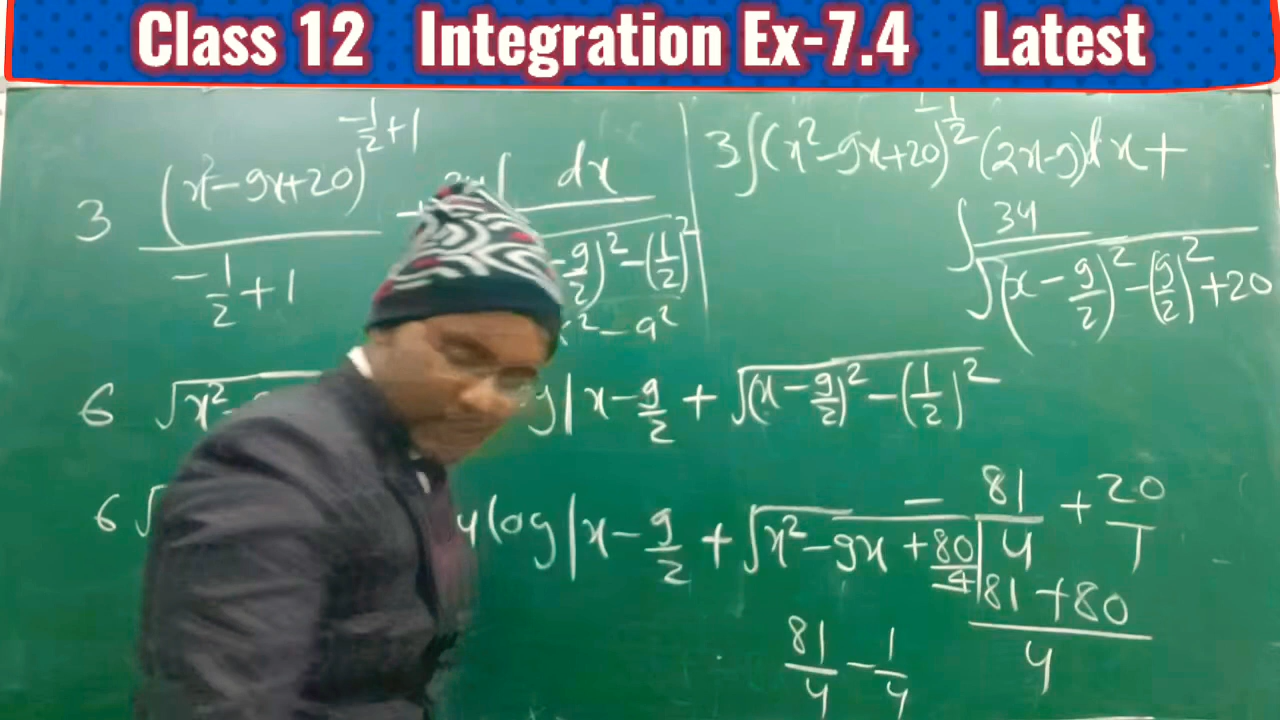 Class 12 Integration Ex-7.4 Latest
3∫(x²-9x+20)^(-1/2) (2x-9)dx +
∫ 34 / √((x-9/2)²-(9/2)²+20
3 (x²-9x+20)^(-1/2+1) / (-1/2+1)
dx
-9/2)²-(1/2)²
x²-a²
6 √x²-
g|x-9/2+√(x-9/2)²-(1/2)²
6√
4log|x-9/2+√x²-9x+80/4
-81/4+20/1
81+80 / 4
81/4-1/4